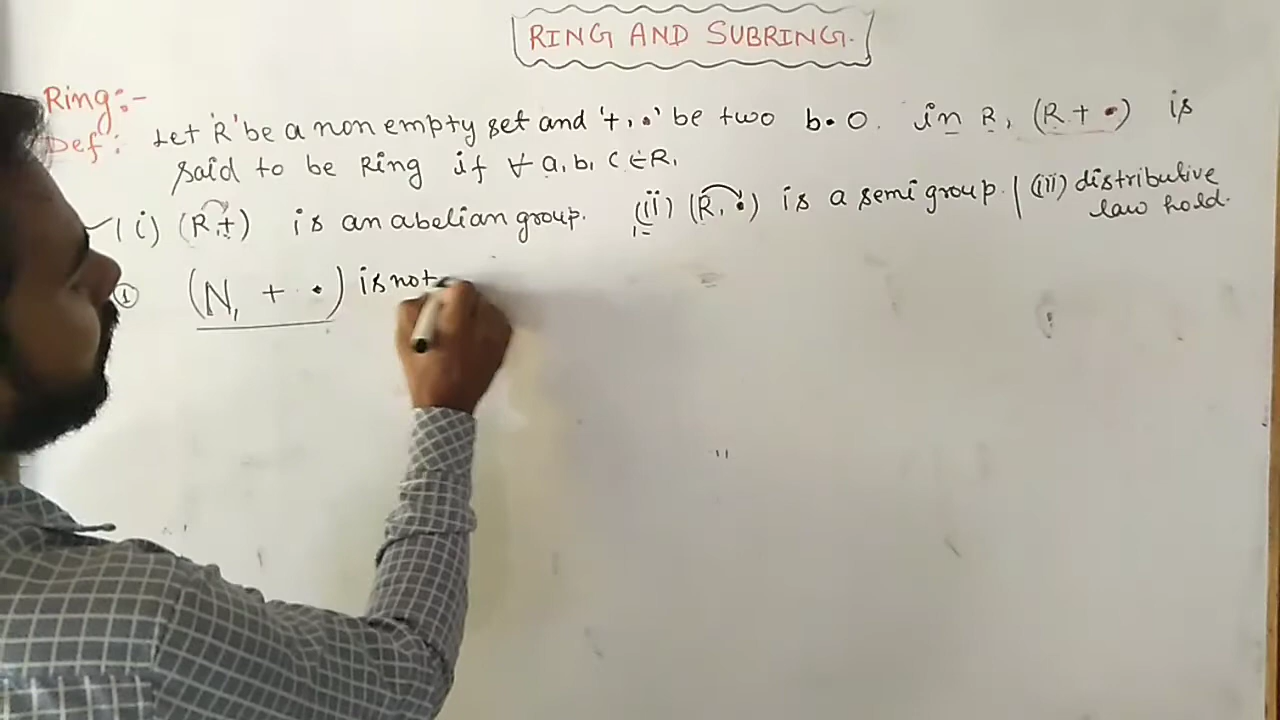 RING AND SUBRING.
Ring:-
Def: Let 'R' be a non empty set and '+, •' be two b•o. in R, (R + •) is
said to be Ring if ∀ a, b, c ∈ R,
(i) (R, +) is an abelian group. (ii) (R, •) is a semi group. | (iii) distributive
law hold.
① (N, + •) is not